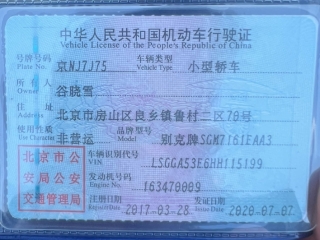 中华人民共和国机动车行驶证
Vehicle License of the People's Republic of China
号牌号码 京NJ7J75 车辆类型 小型轿车
Plate No. Vehicle Type
所有人 谷晓雪
Owner
住址 北京市房山区良乡镇鲁村二区70号
Address
使用性质 非营运 品牌型号 别克牌SGM7161EAA3
Use Character Model
北京市公
安局公安
交通管理局
车辆识别代号 LSGGA53E6HH115199
VIN
发动机号码 163470009
Engine No.
注册日期 2017-03-28 发证日期 2020-07-07
Register Date Issue Date